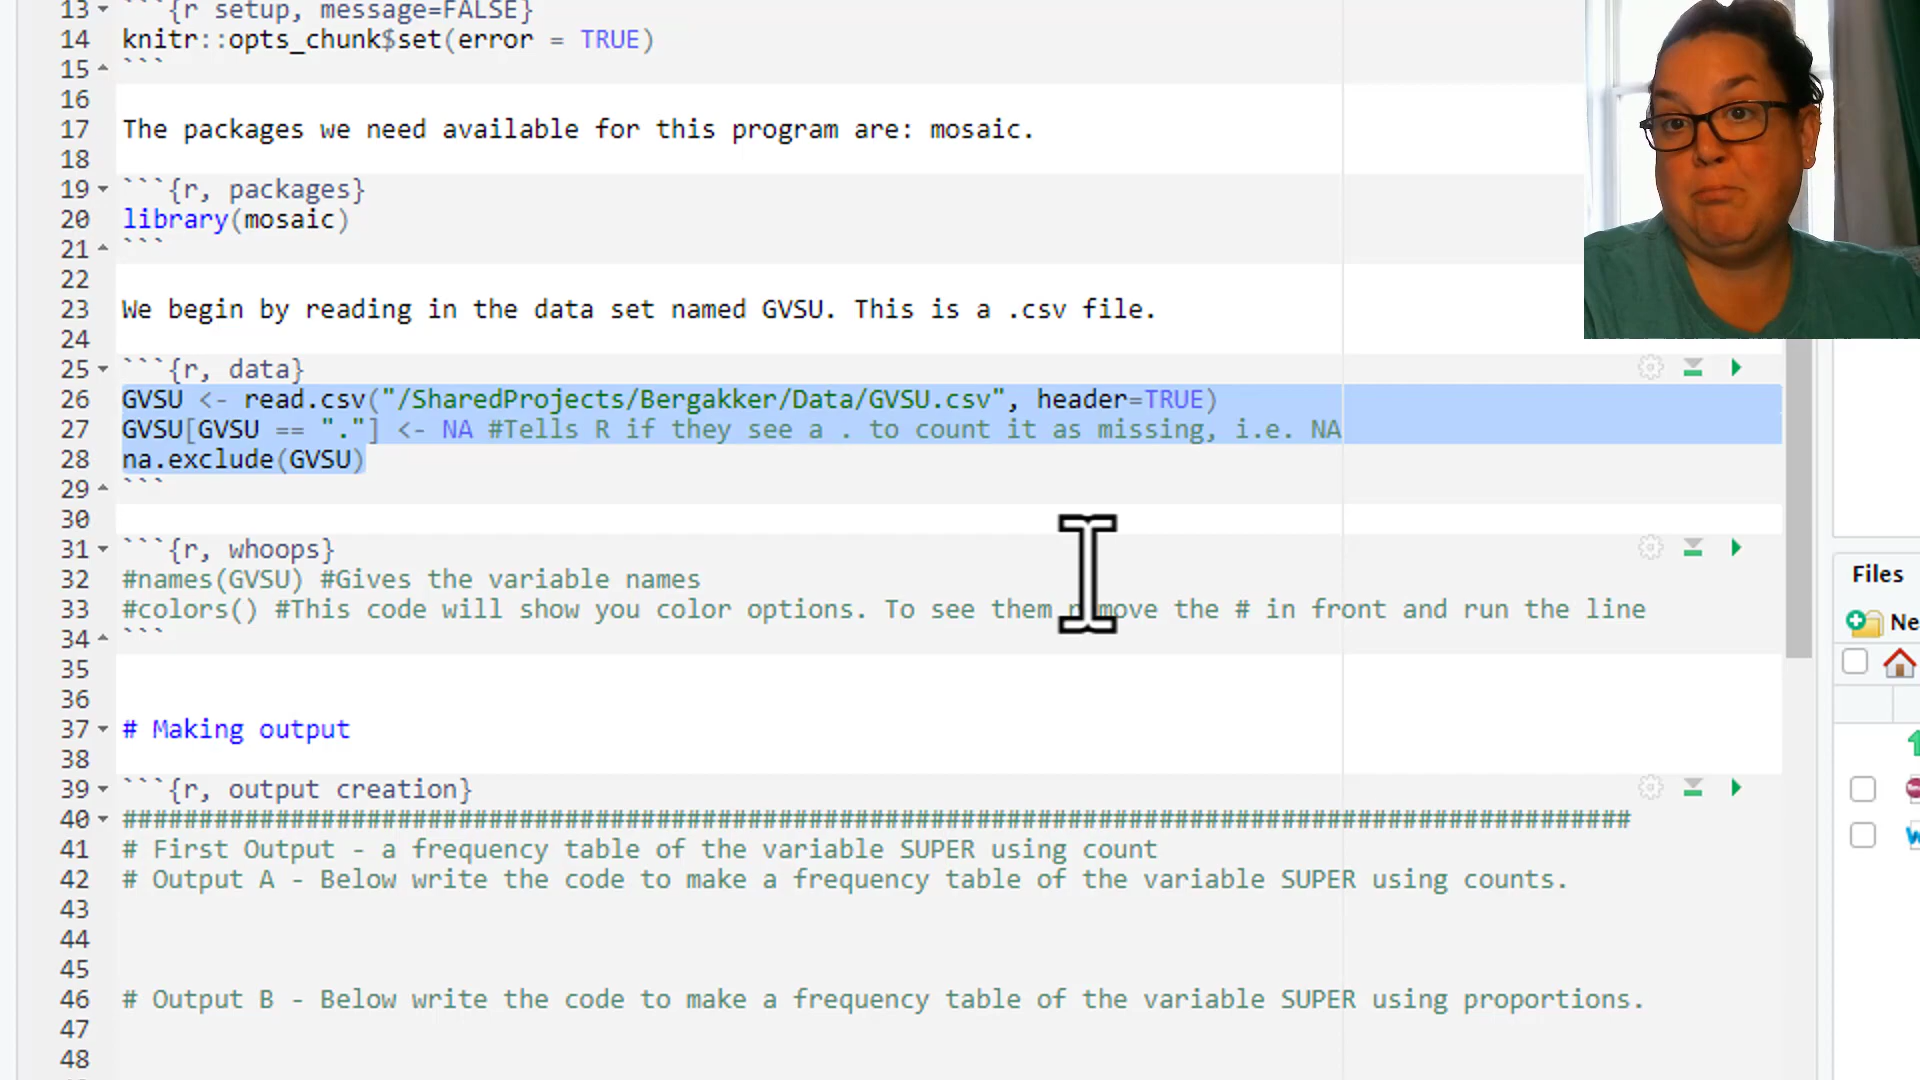 13 ```{r setup, message=FALSE}
14 knitr::opts_chunk$set(error = TRUE)
15 ```
16
17 The packages we need available for this program are: mosaic.
18
19 ```{r, packages}
20 library(mosaic)
21 ```
22
23 We begin by reading in the data set named GVSU. This is a .csv file.
24
25 ```{r, data}
26 GVSU <- read.csv("/SharedProjects/Bergakker/Data/GVSU.csv", header=TRUE)
27 GVSU[GVSU == "."] <- NA #Tells R if they see a . to count it as missing, i.e. NA
28 na.exclude(GVSU)
29 ```
30
31 ```{r, whoops}
32 #names(GVSU) #Gives the variable names
33 #colors() #This code will show you color options. To see them remove the # in front and run the line
34 ```
35
36
37 # Making output
38
39 ```{r, output creation}
40 ###################################################################################################
41 # First Output - a frequency table of the variable SUPER using count
42 # Output A - Below write the code to make a frequency table of the variable SUPER using counts.
43
44
45
46 # Output B - Below write the code to make a frequency table of the variable SUPER using proportions.
47
48
Files
Ne